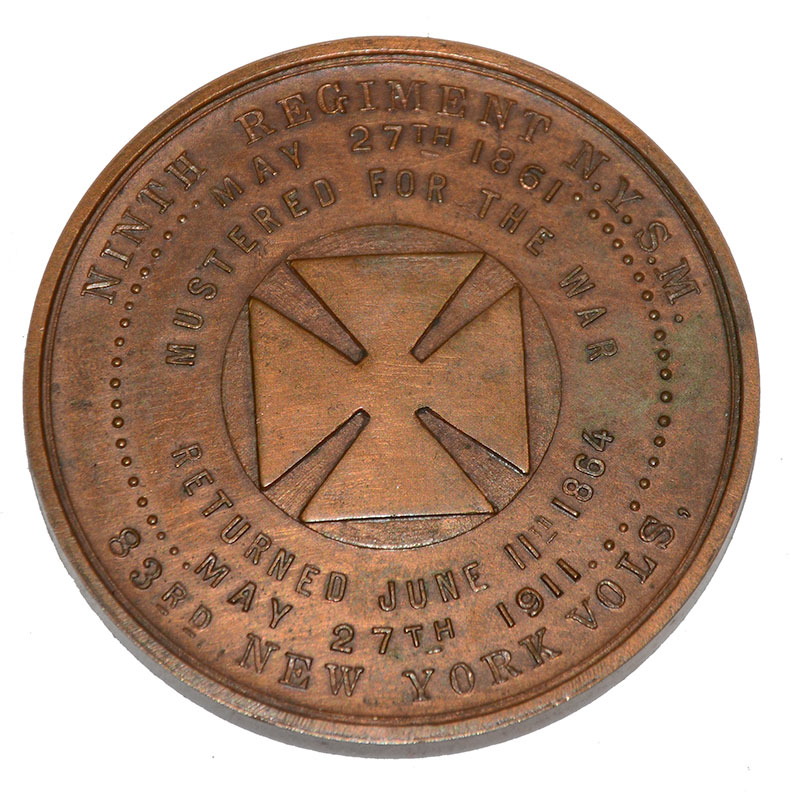 NINTH REGIMENT N.Y.S.M.
MAY 27TH 1861
MUSTERED FOR THE WAR
RETURNED JUNE 11TH 1864
MAY 27TH 1911
83RD NEW YORK VOLS,